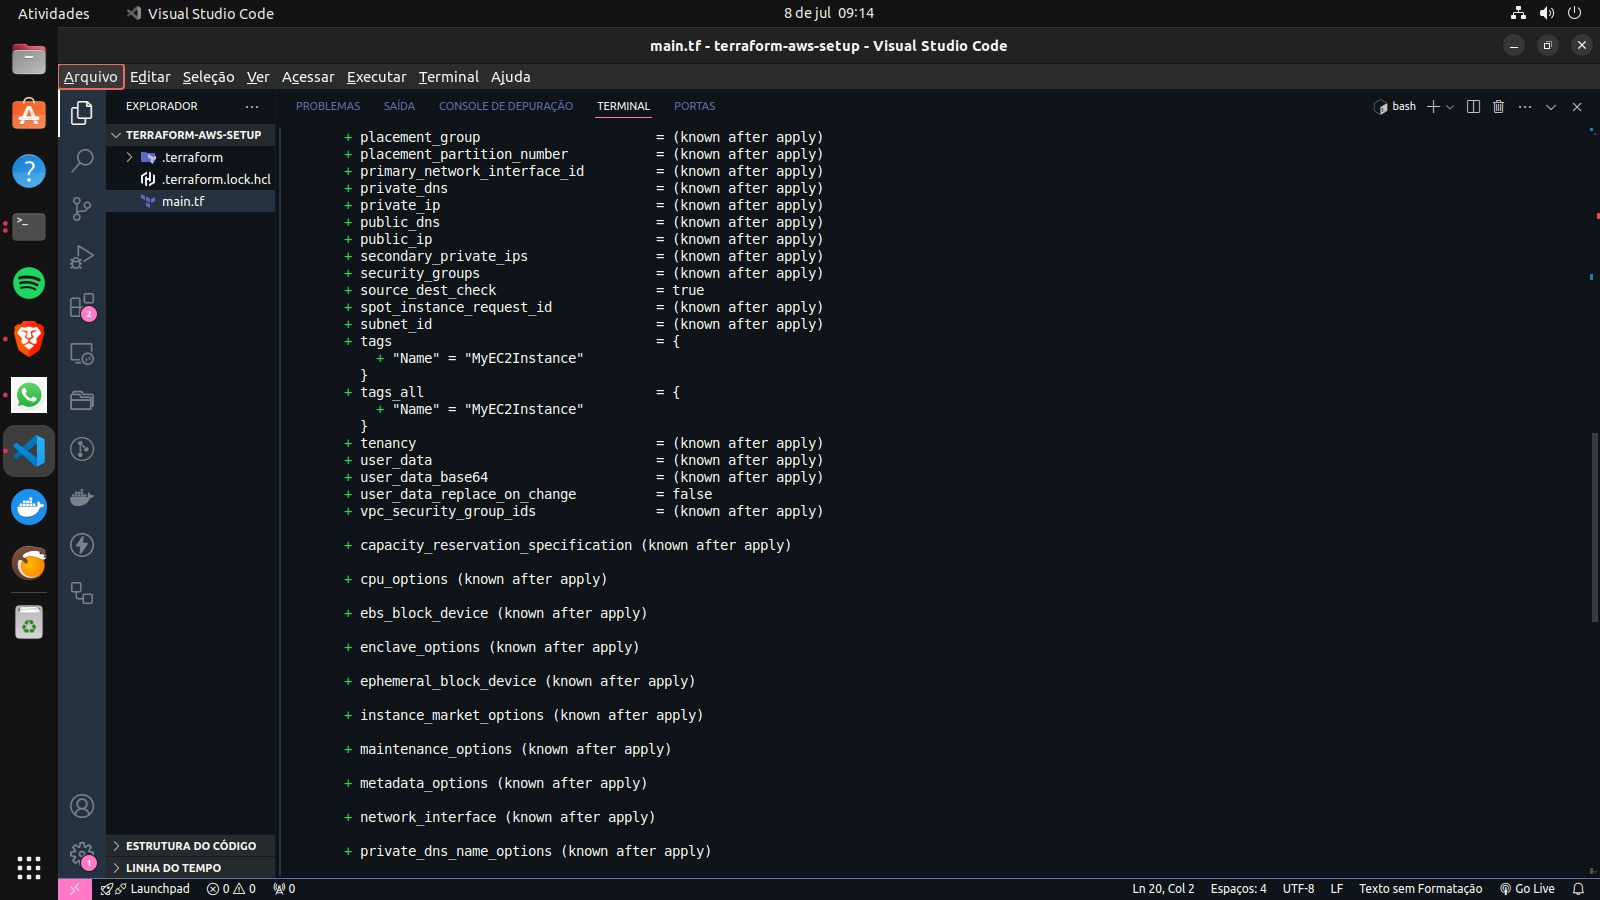 Atividades
Visual Studio Code
8 de jul 09:14
main.tf - terraform-aws-setup - Visual Studio Code
Arquivo Editar Seleção Ver Acessar Executar Terminal Ajuda
EXPLORADOR
TERRAFORM-AWS-SETUP
.terraform
.terraform.lock.hcl
main.tf
ESTRUTURA DO CÓDIGO
LINHA DO TEMPO
2
1
PROBLEMAS SAÍDA CONSOLE DE DEPURAÇÃO TERMINAL PORTAS
bash
+ placement_group = (known after apply)
+ placement_partition_number = (known after apply)
+ primary_network_interface_id = (known after apply)
+ private_dns = (known after apply)
+ private_ip = (known after apply)
+ public_dns = (known after apply)
+ public_ip = (known after apply)
+ secondary_private_ips = (known after apply)
+ security_groups = (known after apply)
+ source_dest_check = true
+ spot_instance_request_id = (known after apply)
+ subnet_id = (known after apply)
+ tags = {
+ "Name" = "MyEC2Instance"
}
+ tags_all = {
+ "Name" = "MyEC2Instance"
}
+ tenancy = (known after apply)
+ user_data = (known after apply)
+ user_data_base64 = (known after apply)
+ user_data_replace_on_change = false
+ vpc_security_group_ids = (known after apply)
+ capacity_reservation_specification (known after apply)
+ cpu_options (known after apply)
+ ebs_block_device (known after apply)
+ enclave_options (known after apply)
+ ephemeral_block_device (known after apply)
+ instance_market_options (known after apply)
+ maintenance_options (known after apply)
+ metadata_options (known after apply)
+ network_interface (known after apply)
+ private_dns_name_options (known after apply)
Launchpad 0 0 0
Ln 20, Col 2 Espaços: 4 UTF-8 LF Texto sem Formatação Go Live